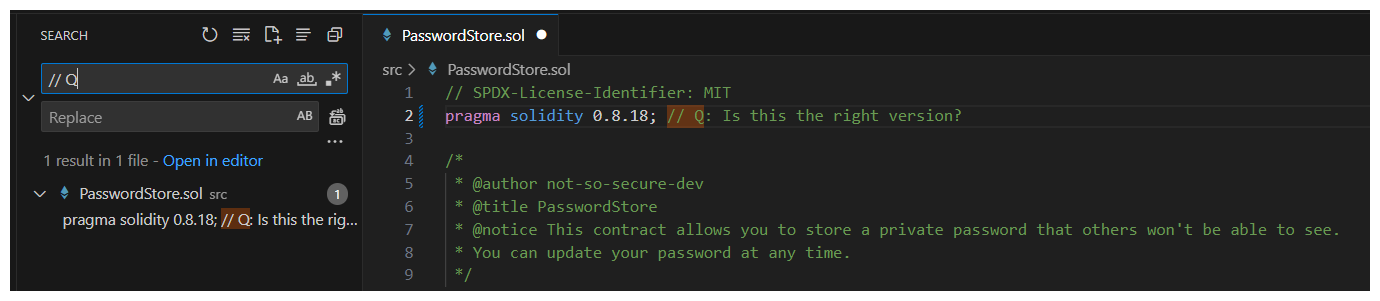 SEARCH
// Q
Aa ab
Replace
AB
1 result in 1 file - Open in editor
PasswordStore.sol src 1
pragma solidity 0.8.18; // Q: Is this the rig...
PasswordStore.sol
src > PasswordStore.sol
1 // SPDX-License-Identifier: MIT
2 pragma solidity 0.8.18; // Q: Is this the right version?
3
4 /*
5 * @author not-so-secure-dev
6 * @title PasswordStore
7 * @notice This contract allows you to store a private password that others won't be able to see.
8 * You can update your password at any time.
9 */